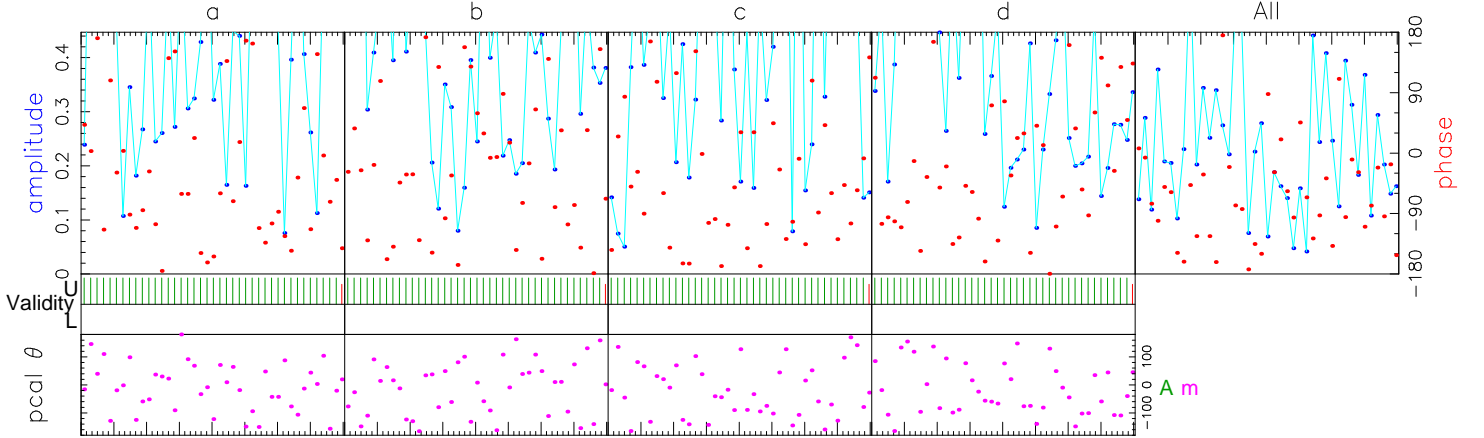 a b c d All
amplitude
0 0.1 0.2 0.3 0.4
phase
-180 -90 0 90 180
Validity
U
L
pcal θ
-100 0 100
A m